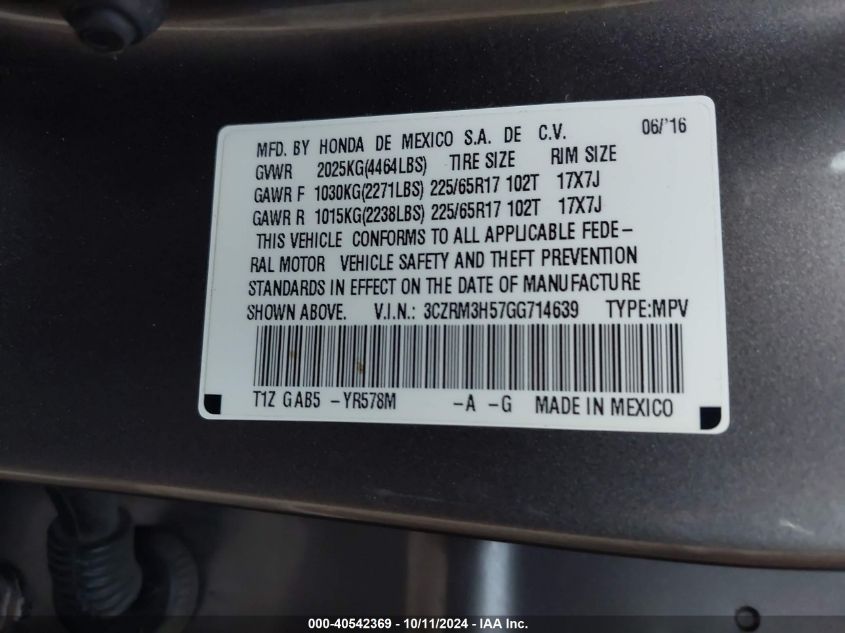 MFD. BY HONDA DE MEXICO S.A. DE C.V. 06/'16
GVWR 2025KG(4464LBS) TIRE SIZE RIM SIZE
GAWR F 1030KG(2271LBS) 225/65R17 102T 17X7J
GAWR R 1015KG(2238LBS) 225/65R17 102T 17X7J
THIS VEHICLE CONFORMS TO ALL APPLICABLE FEDE-
RAL MOTOR VEHICLE SAFETY AND THEFT PREVENTION
STANDARDS IN EFFECT ON THE DATE OF MANUFACTURE
SHOWN ABOVE. V.I.N.: 3CZRM3H57GG714639 TYPE:MPV
T1Z GAB5 -YR578M -A -G MADE IN MEXICO
000-40542369 - 10/11/2024 - IAA Inc.